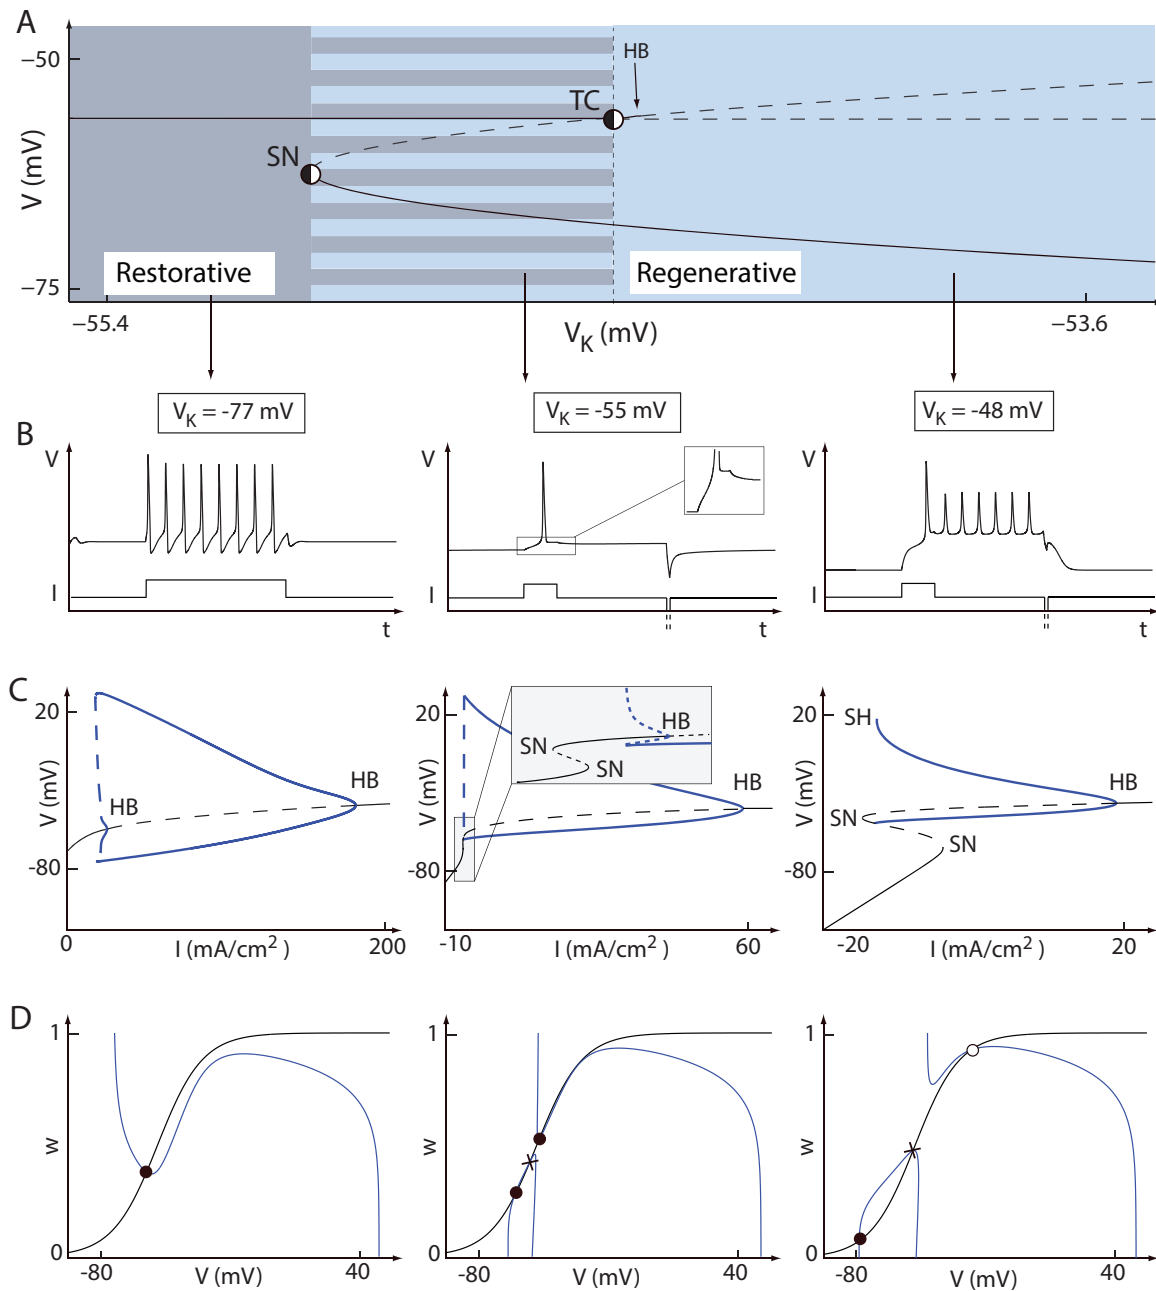 A
−50
HB
TC
SN
V (mV)
Restorative
Regenerative
−75
−55.4
V_K (mV)
−53.6
V_K = -77 mV
V_K = -55 mV
V_K = -48 mV
B
V
I
t
V
I
t
V
I
t
C
20
V (mV)
HB
HB
-80
0
I (mA/cm²)
200
20
V (mV)
SN
HB
SN
HB
-80
-10
I (mA/cm²)
60
20
V (mV)
SH
HB
SN
SN
-80
-20
I (mA/cm²)
20
D
1
w
0
-80
V (mV)
40
1
w
0
-80
V (mV)
40
1
w
0
-80
V (mV)
40